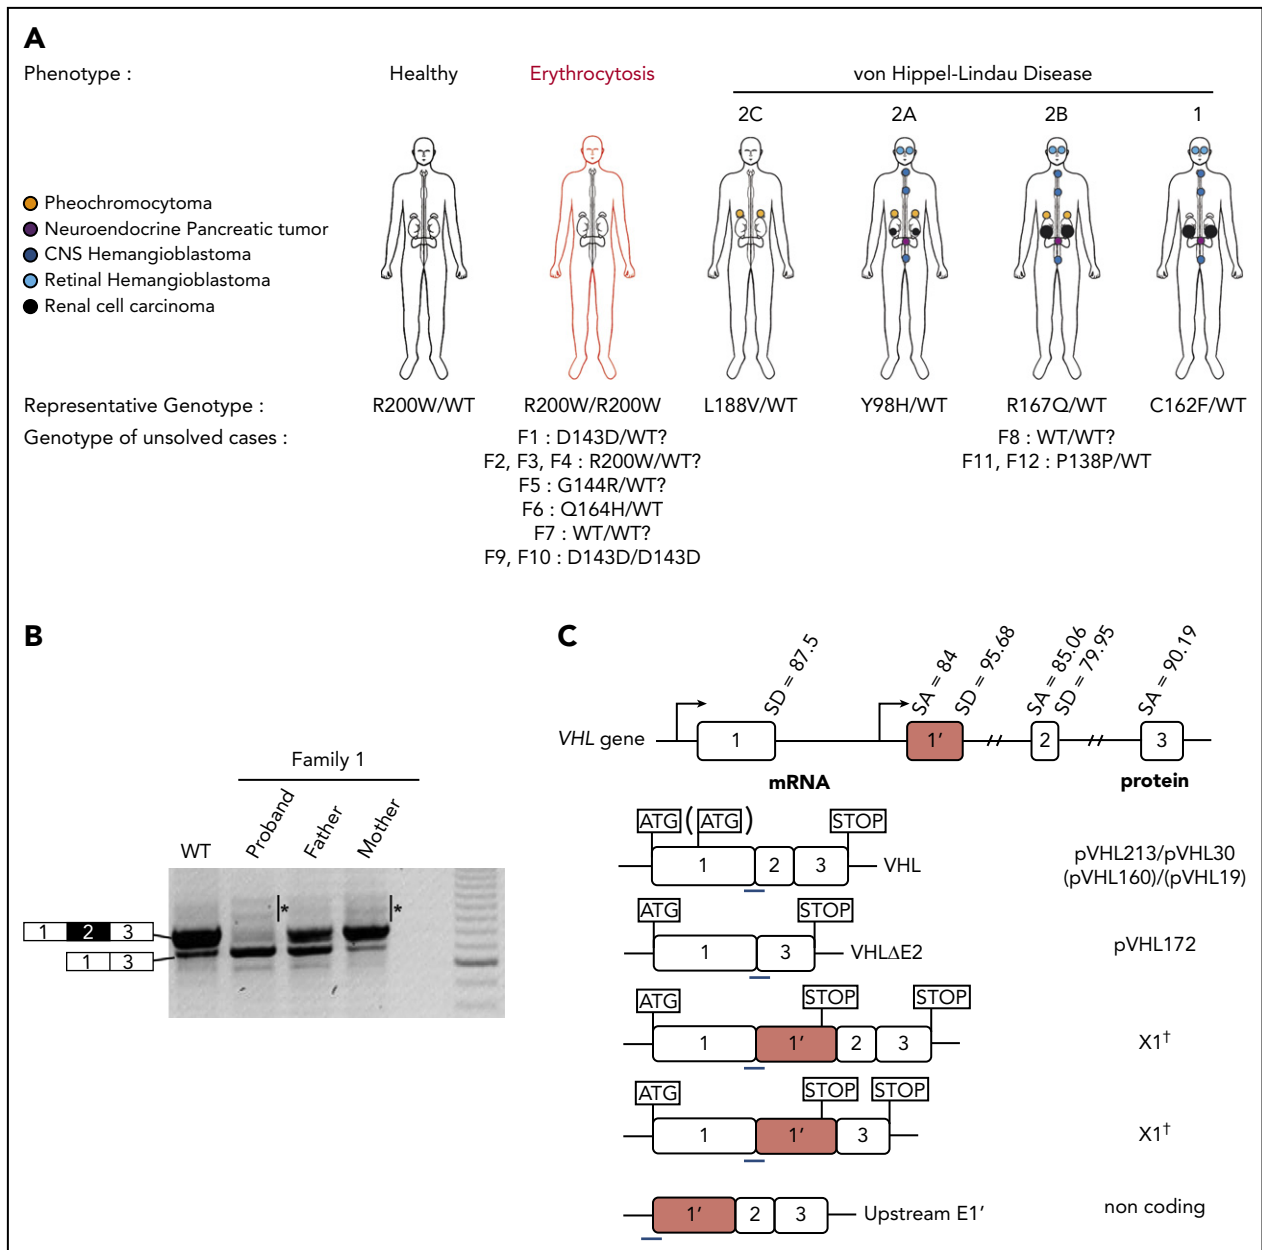 A
Phenotype :
Healthy
Erythrocytosis
von Hippel-Lindau Disease
2C
2A
2B
1
Pheochromocytoma
Neuroendocrine Pancreatic tumor
CNS Hemangioblastoma
Retinal Hemangioblastoma
Renal cell carcinoma
Representative Genotype :
R200W/WT
R200W/R200W
L188V/WT
Y98H/WT
R167Q/WT
C162F/WT
Genotype of unsolved cases :
F1 : D143D/WT?
F2, F3, F4 : R200W/WT?
F5 : G144R/WT?
F6 : Q164H/WT
F7 : WT/WT?
F9, F10 : D143D/D143D
F8 : WT/WT?
F11, F12 : P138P/WT
B
Family 1
WT
Proband
Father
Mother
*
*
1 2 3
1 3
C
SD = 87.5
SA = 84
SD = 95.68
SA = 85.06
SD = 79.95
SA = 90.19
VHL gene
1
1′
2
3
mRNA
protein
ATG (ATG) STOP
1 2 3 VHL
pVHL213/pVHL30
(pVHL160)/(pVHL19)
ATG STOP
1 3 VHLΔE2
pVHL172
ATG STOP STOP
1 1′ 2 3
X1†
ATG STOP STOP
1 1′ 3
X1†
1′ 2 3 Upstream E1′
non coding